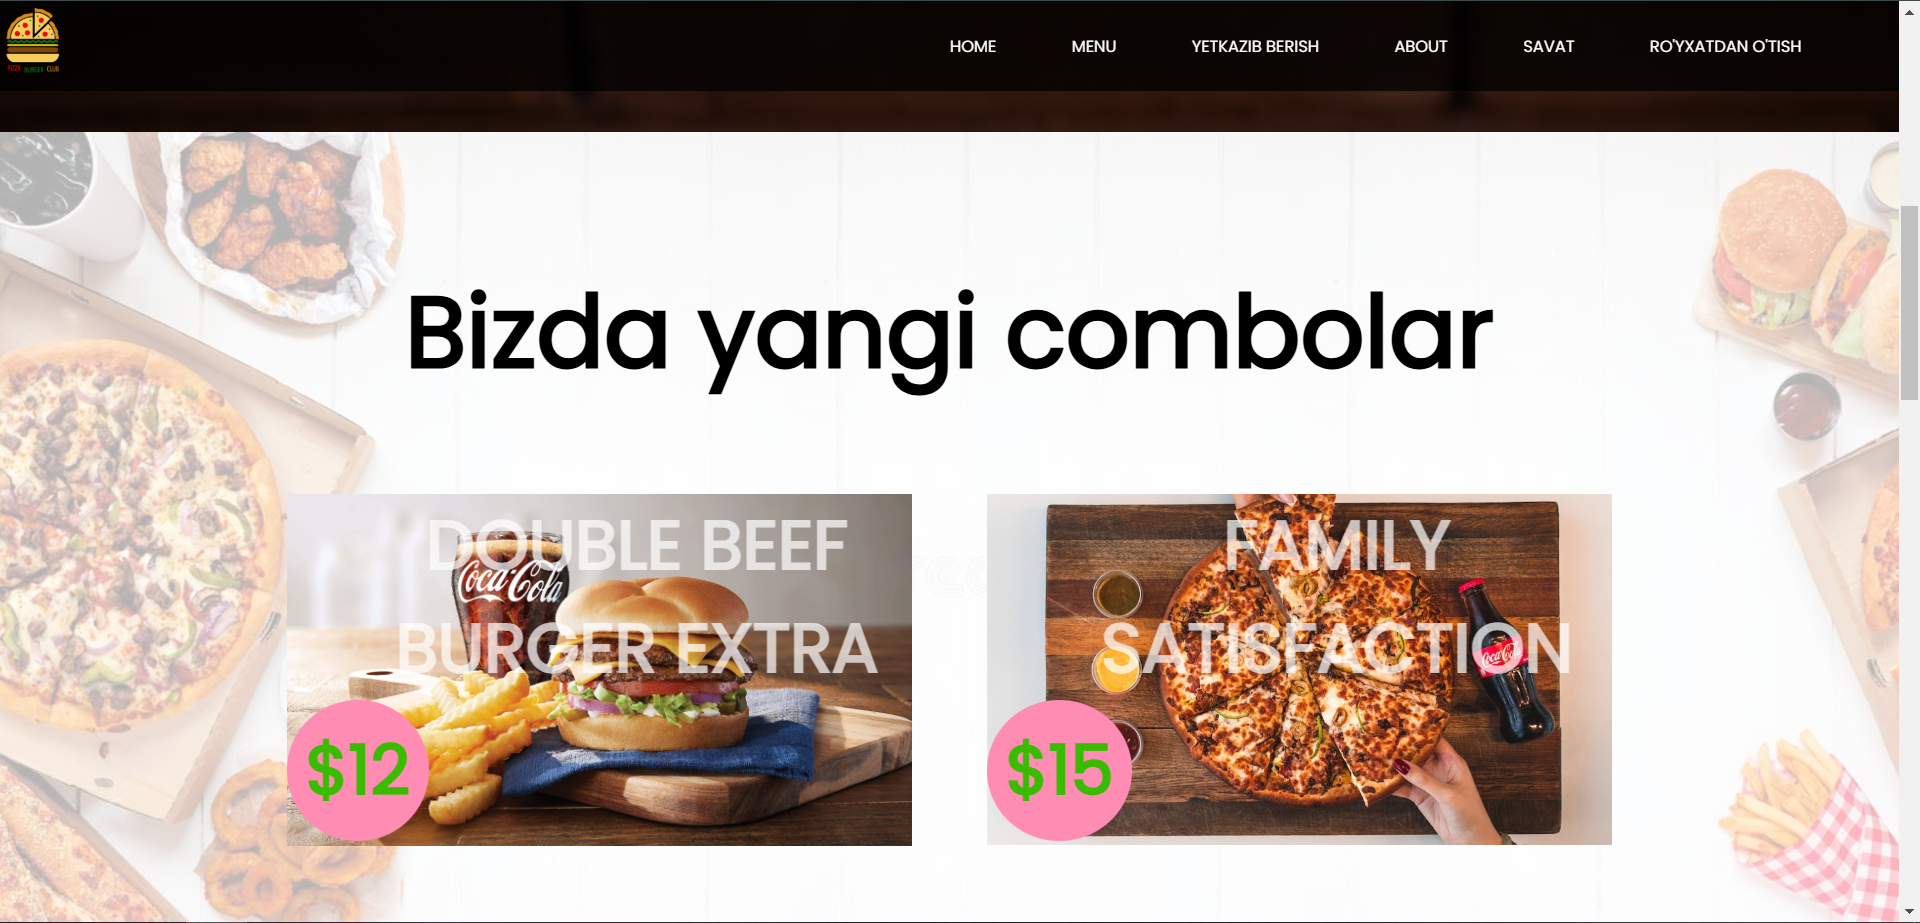 PIZZA BURGER CLUB
HOME MENU YETKAZIB BERISH ABOUT SAVAT RO'YXATDAN O'TISH
Bizda yangi combolar
DOUBLE BEEF
BURGER EXTRA
Coca-Cola
$12
FAMILY
SATISFACTION
Coca-Cola
$15